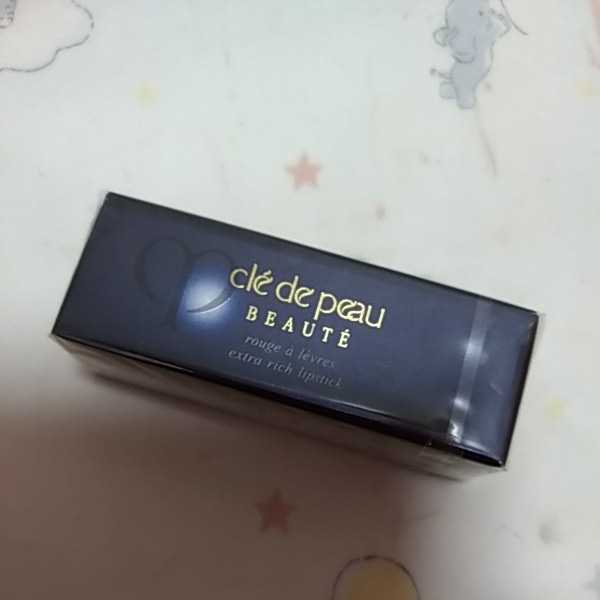 clé de peau
BEAUTÉ
rouge à lèvres
extra rich lipstick